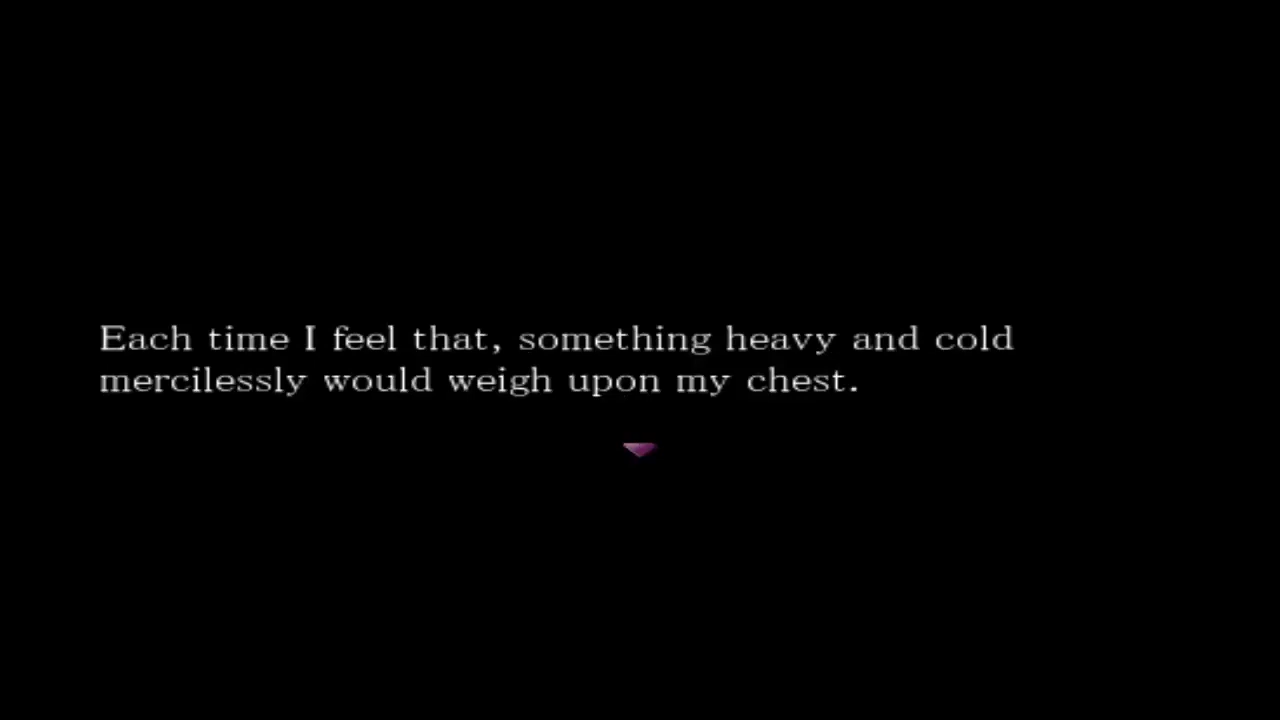 Each time I feel that, something heavy and cold
mercilessly would weigh upon my chest.